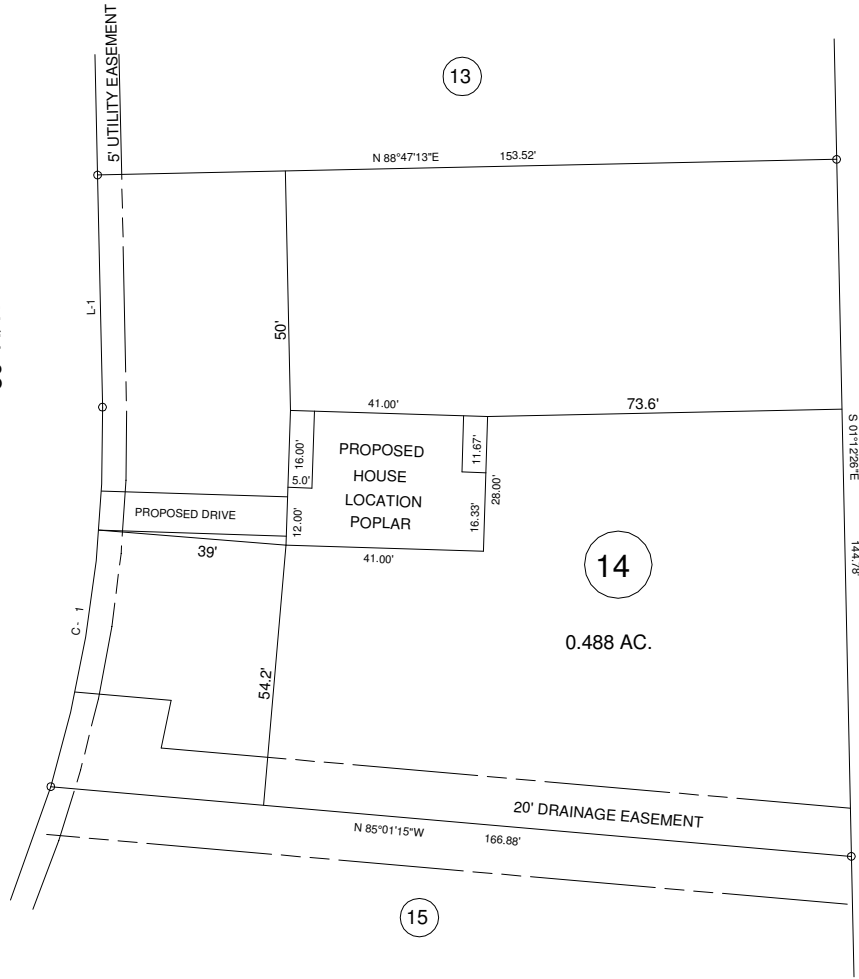 5' UTILITY EASEMENT
13
N 88°47'13"E
153.52'
L-1
50'
41.00'
73.6'
S 01°12'26"E
144.78'
16.00'
5.0'
12.00'
PROPOSED
HOUSE
LOCATION
POPLAR
11.67'
16.33'
28.00'
PROPOSED DRIVE
39'
41.00'
14
0.488 AC.
C- 1
54.2'
20' DRAINAGE EASEMENT
N 85°01'15"W
166.88'
15